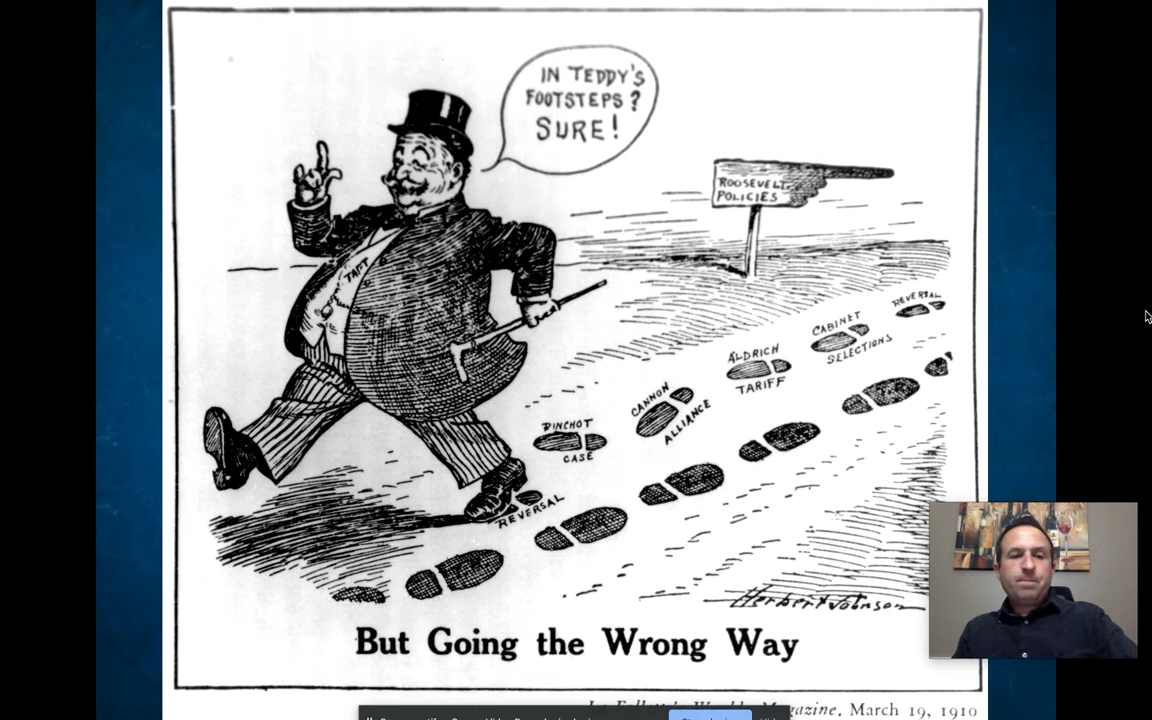 IN TEDDY'S
FOOTSTEPS?
SURE!
ROOSEVELT
POLICIES
TAFT
REVERSAL
CABINET
SELECTIONS
ALDRICH
TARIFF
CANNON
ALLIANCE
PINCHOT
CASE
REVERSAL
Herbert Johnson
But Going the Wrong Way
Magazine, March 19, 1910